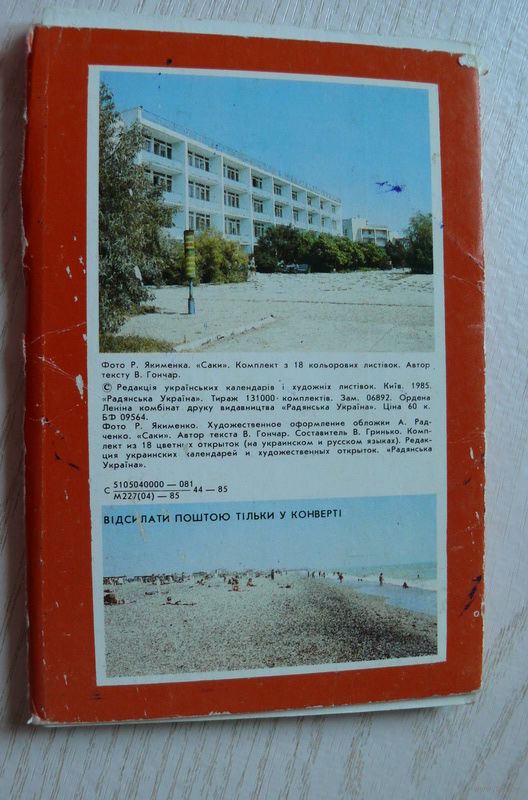 Фото Р. Якименка. «Саки». Комплект з 18 кольорових листівок. Автор
тексту В. Гончар.
© Редакція українських календарів і художніх листівок. Київ. 1985.
«Радянська Україна». Тираж 131000 комплектів. Зам. 06892. Ордена
Леніна комбінат друку видавництва «Радянська Україна». Ціна 60 к.
БФ 09564.
Фото Р. Якименко. Художественное оформление обложки А. Рад-
ченко. «Саки». Автор текста В. Гончар. Составитель В. Гринько. Комп-
лект из 18 цветных открыток (на украинском и русском языках). Редак-
ция украинских календарей и художественных открыток. «Радянська
Україна».
С 5105040000 — 081
М227(04) — 85 44 — 85
ВІДСИЛАТИ ПОШТОЮ ТІЛЬКИ У КОНВЕРТІ